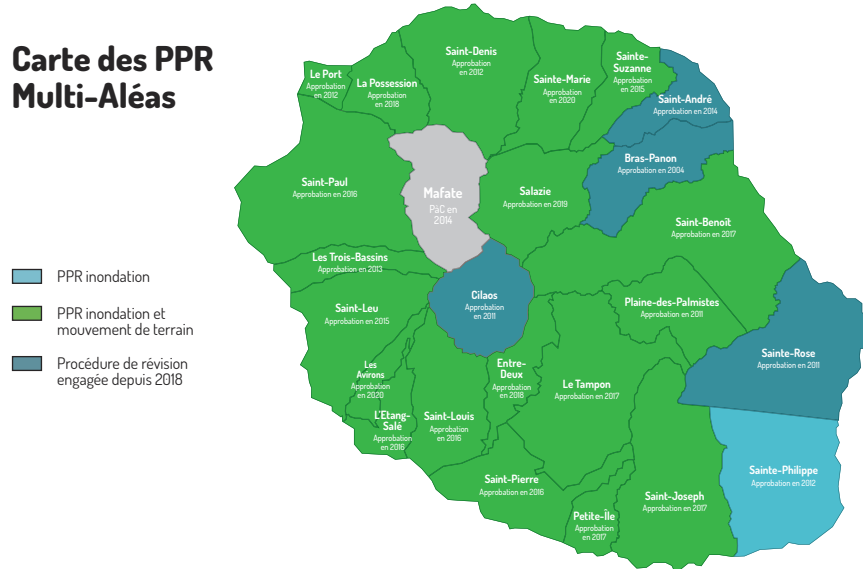 Carte des PPR
Multi-Aléas
PPR inondation
PPR inondation et
mouvement de terrain
Procédure de révision
engagée depuis 2018
Le Port
Approbation
en 2012
La Possession
Approbation
en 2018
Saint-Denis
Approbation
en 2012
Sainte-Marie
Approbation
en 2020
Sainte-
Suzanne
Approbation
en 2015
Saint-André
Approbation en 2014
Bras-Panon
Approbation en 2004
Saint-Paul
Approbation en 2016
Mafate
PàC en
2014
Salazie
Approbation en 2019
Saint-Benoît
Approbation en 2017
Les Trois-Bassins
Approbation en 2013
Cilaos
Approbation
en 2011
Saint-Leu
Approbation en 2015
Plaine-des-Palmistes
Approbation en 2011
Sainte-Rose
Approbation en 2011
Les
Avirons
Approbation
en 2020
Entre-
Deux
Approbation
en 2018
Le Tampon
Approbation en 2017
L'Etang-
Salé
Approbation
en 2016
Saint-Louis
Approbation
en 2016
Saint-Pierre
Approbation en 2016
Petite-Île
Approbation
en 2017
Saint-Joseph
Approbation en 2017
Sainte-Philippe
Approbation en 2012